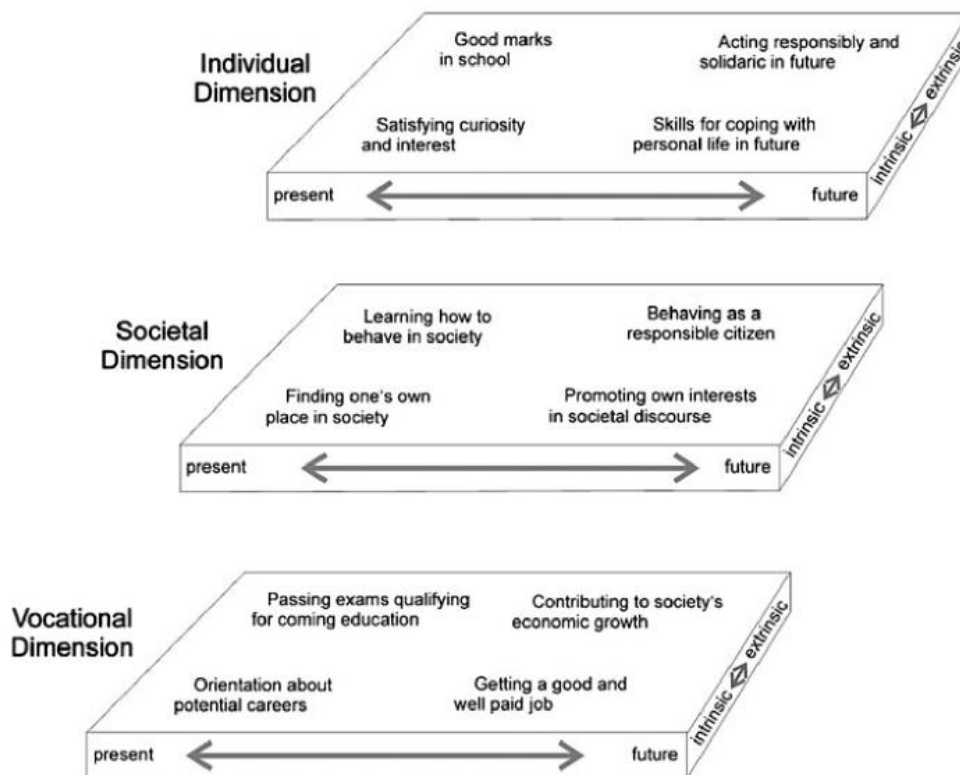 Individual
Dimension
Good marks
in school
Acting responsibly and
solidaric in future
Satisfying curiosity
and interest
Skills for coping with
personal life in future
present
future
intrinsic
extrinsic
Societal
Dimension
Learning how to
behave in society
Behaving as a
responsible citizen
Finding one's own
place in society
Promoting own interests
in societal discourse
present
future
intrinsic
extrinsic
Vocational
Dimension
Passing exams qualifying
for coming education
Contributing to society's
economic growth
Orientation about
potential careers
Getting a good and
well paid job
present
future
intrinsic
extrinsic